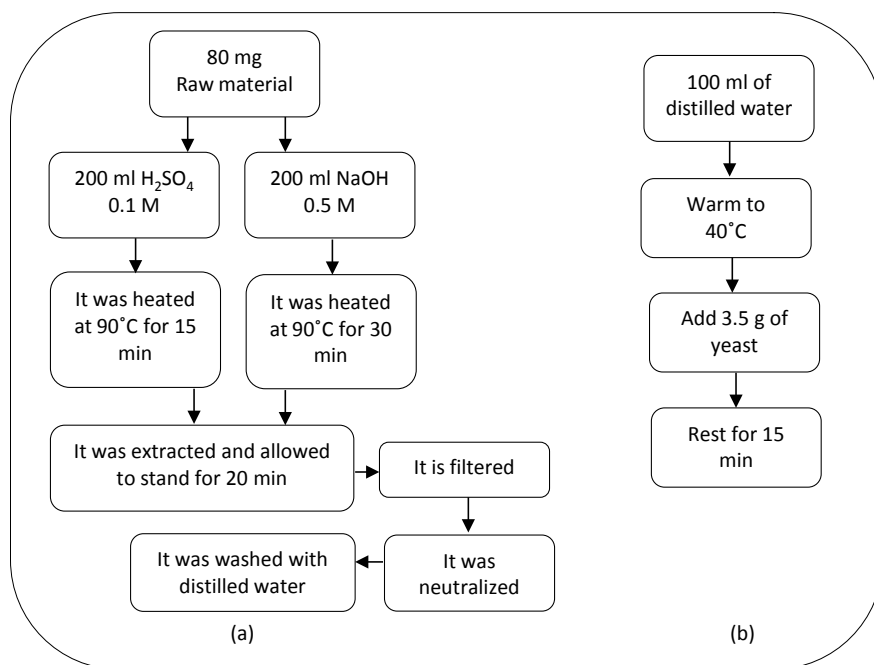 80 mg
Raw material
200 ml H₂SO₄
0.1 M
200 ml NaOH
0.5 M
It was heated
at 90˚C for 15
min
It was heated
at 90˚C for 30
min
It was extracted and allowed
to stand for 20 min
It is filtered
It was
neutralized
It was washed with
distilled water
(a)
100 ml of
distilled water
Warm to
40˚C
Add 3.5 g of
yeast
Rest for 15
min
(b)